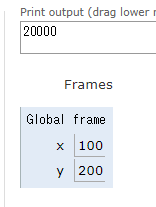 Print output (drag lower r
20000
Frames
Global frame
x 100
y 200